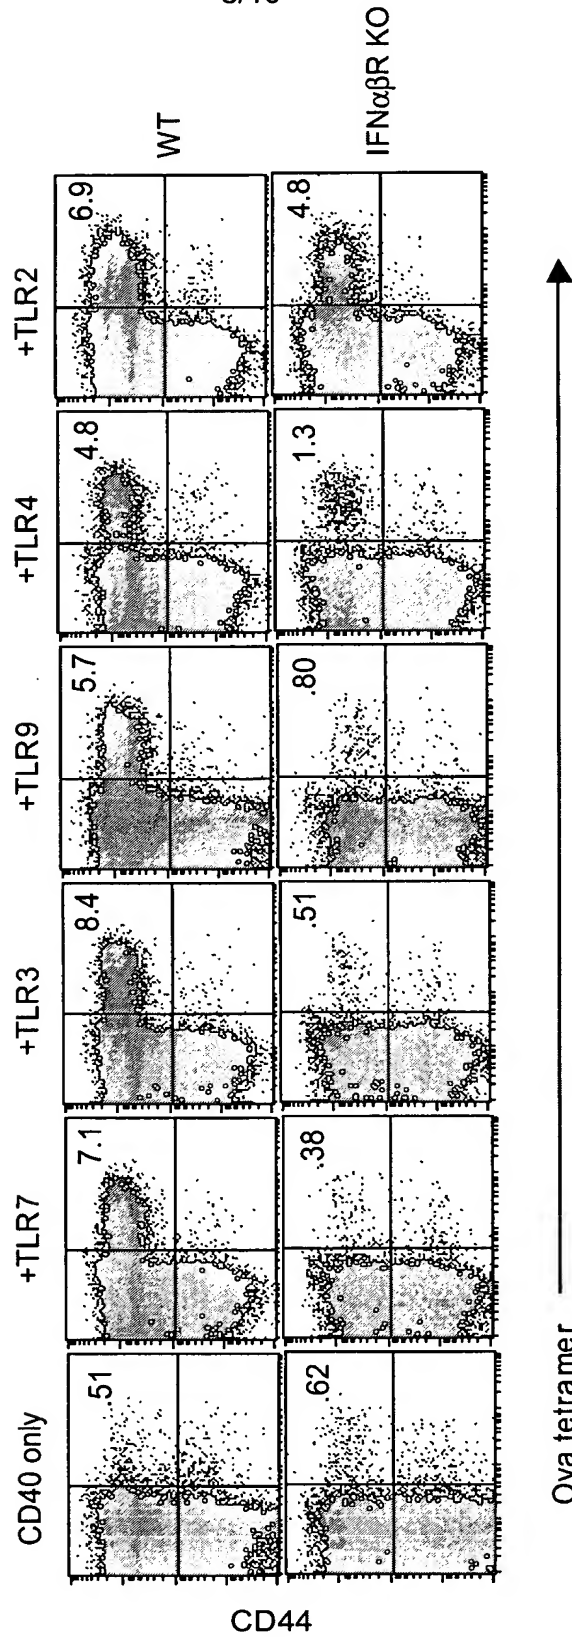 CD40 only +TLR7 +TLR3 +TLR9 +TLR4 +TLR2
.51 7.1 8.4 5.7 4.8 6.9 WT
.62 .38 .51 .80 1.3 4.8 IFNαβR KO
CD44
Ova tetramer